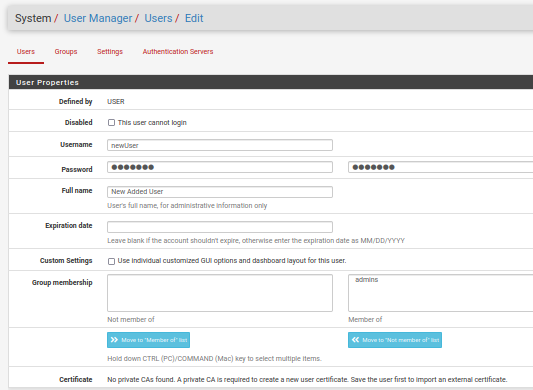 System / User Manager / Users / Edit
Users Groups Settings Authentication Servers
User Properties
Defined by USER
Disabled This user cannot login
Username newUser
Password ●●●●●●● ●●●●●●●
Full name New Added User
User's full name, for administrative information only
Expiration date
Leave blank if the account shouldn't expire, otherwise enter the expiration date as MM/DD/YYYY
Custom Settings Use individual customized GUI options and dashboard layout for this user.
Group membership admins
Not member of Member of
Move to "Member of" list Move to "Not member of" list
Hold down CTRL (PC)/COMMAND (Mac) key to select multiple items.
Certificate No private CAs found. A private CA is required to create a new user certificate. Save the user first to import an external certificate.